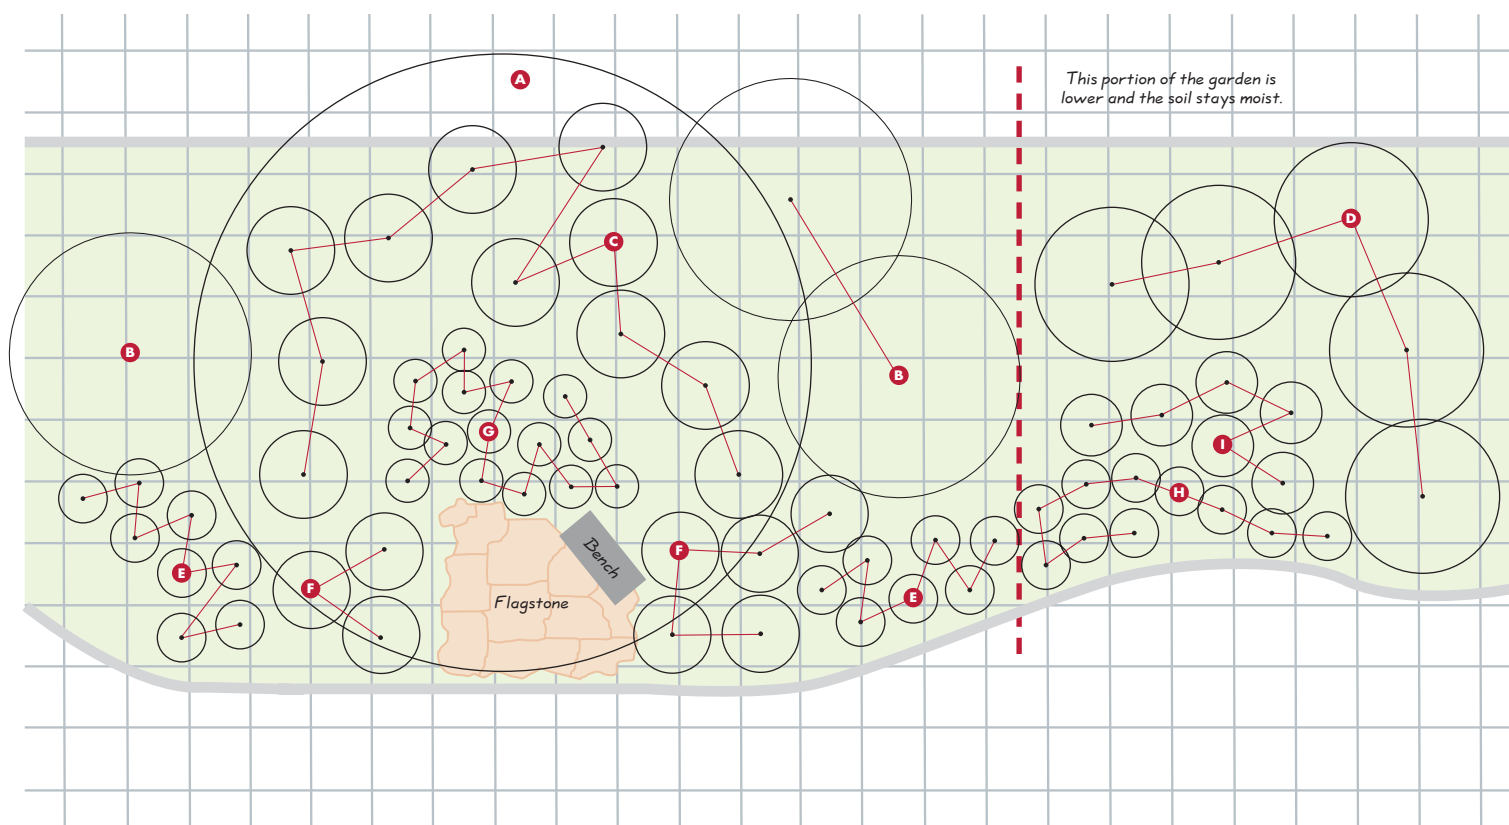 A
This portion of the garden is
lower and the soil stays moist.
D
C
B
B
G
I
H
E
F
F
Bench
E
Flagstone